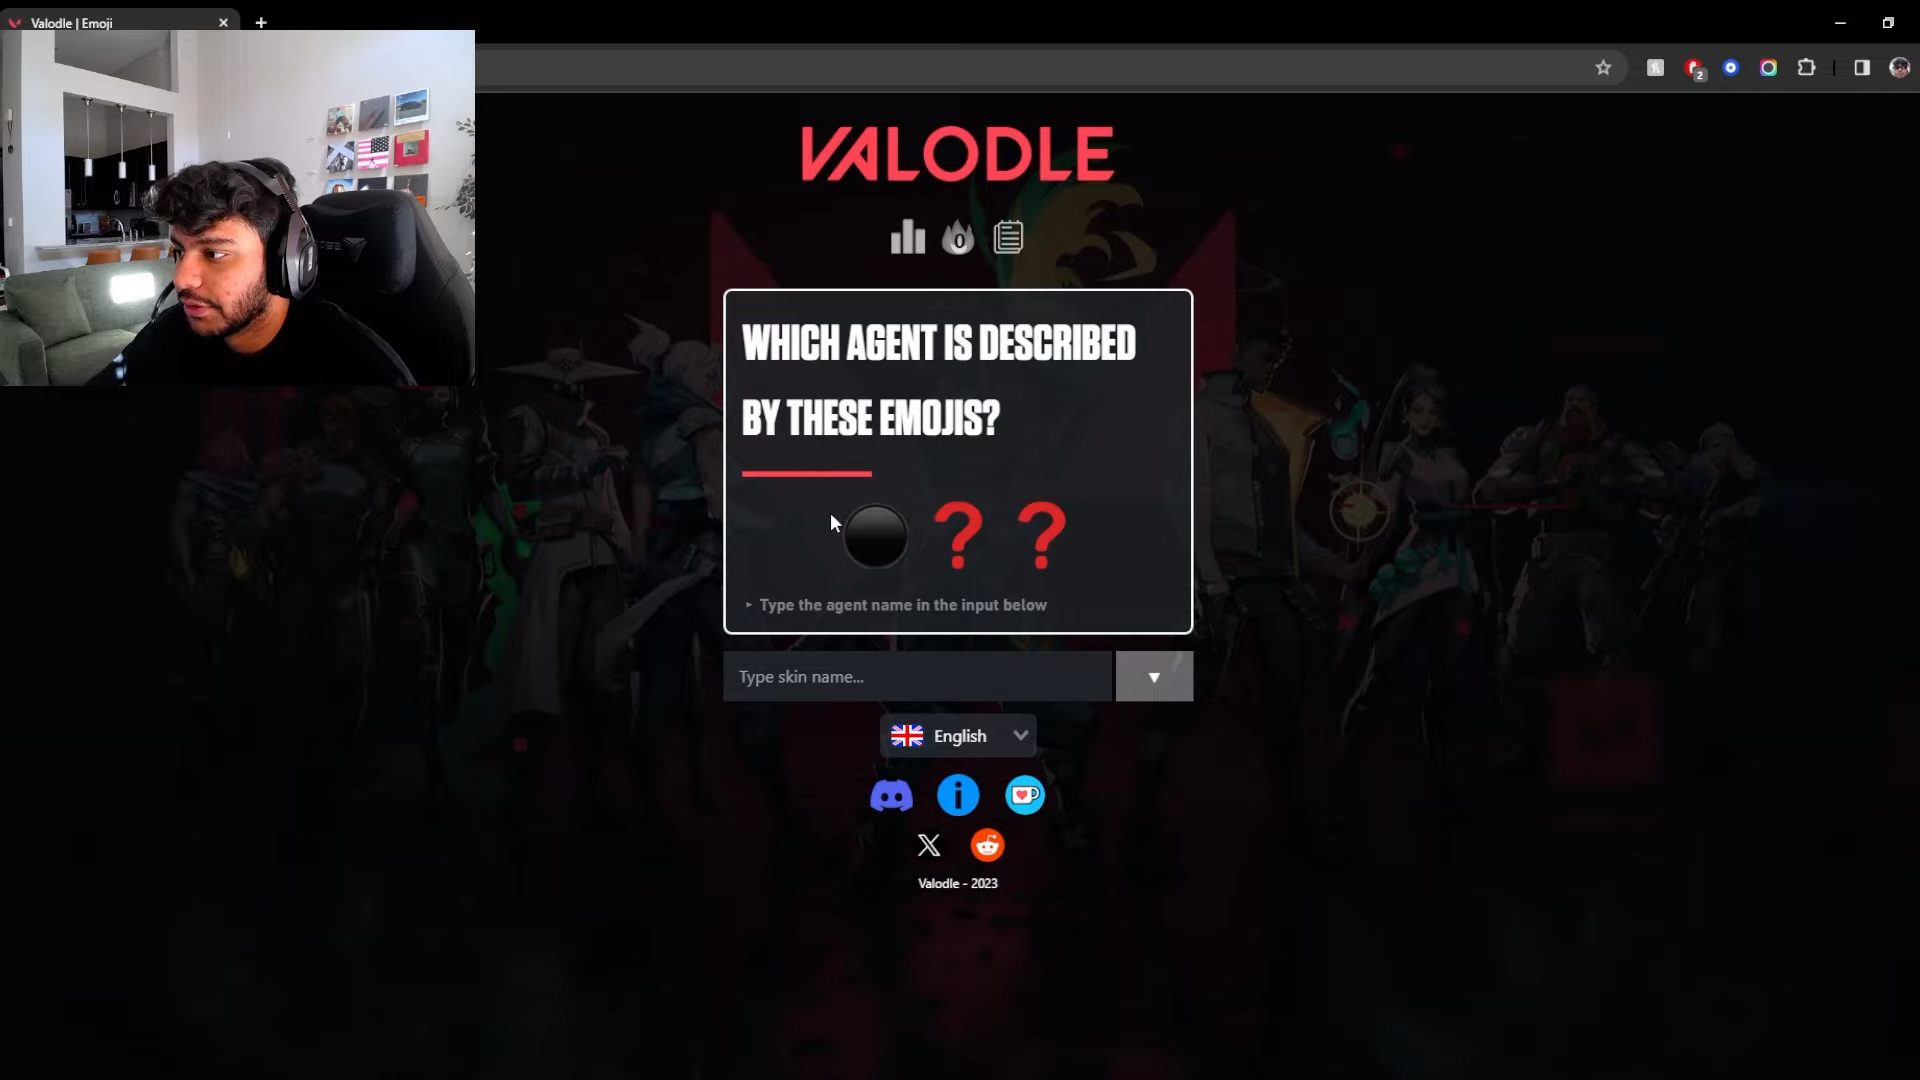 Valodle | Emoji
2
VALODLE
0
WHICH AGENT IS DESCRIBED
BY THESE EMOJIS?
❓ ❓
‣ Type the agent name in the input below
Type skin name...
▼
English
Valodle - 2023